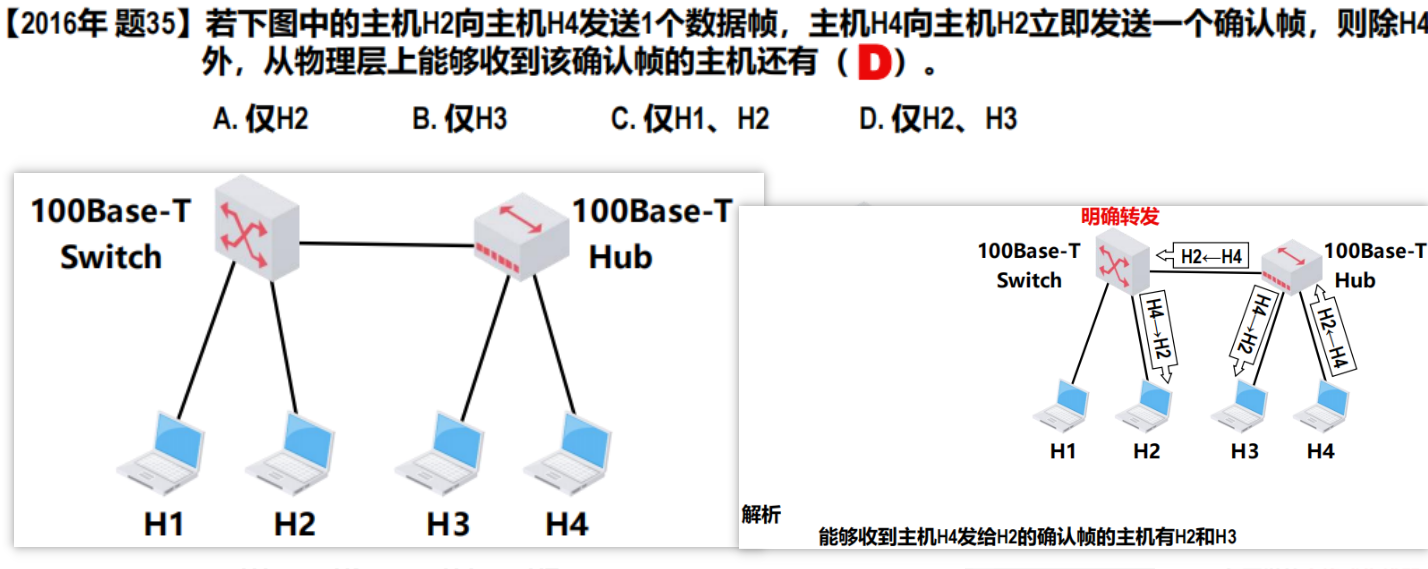 【2016年 题35】若下图中的主机H2向主机H4发送1个数据帧，主机H4向主机H2立即发送一个确认帧，则除H4
外，从物理层上能够收到该确认帧的主机还有（ D ）。
A. 仅H2 B. 仅H3 C. 仅H1、H2 D. 仅H2、H3
100Base-T
Switch
100Base-T
Hub
H1 H2 H3 H4
明确转发
100Base-T
Switch
H2←H4
100Base-T
Hub
H4→H2
H4→H2
H2←H4
H1 H2 H3 H4
解析
能够收到主机H4发给H2的确认帧的主机有H2和H3